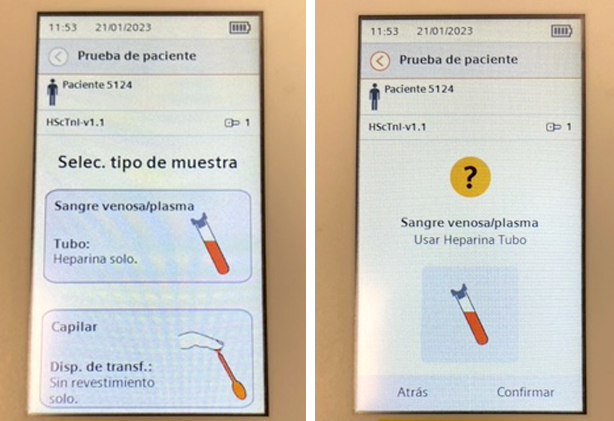 11:53 21/01/2023
Prueba de paciente
Paciente 5124
HScTnI-v1.1 1
Selec. tipo de muestra
Sangre venosa/plasma
Tubo:
Heparina solo.
Capilar
Disp. de transf.:
Sin revestimiento
solo.
11:53 21/01/2023
Prueba de paciente
Paciente 5124
HScTnI-v1.1 1
?
Sangre venosa/plasma
Usar Heparina Tubo
Atrás Confirmar